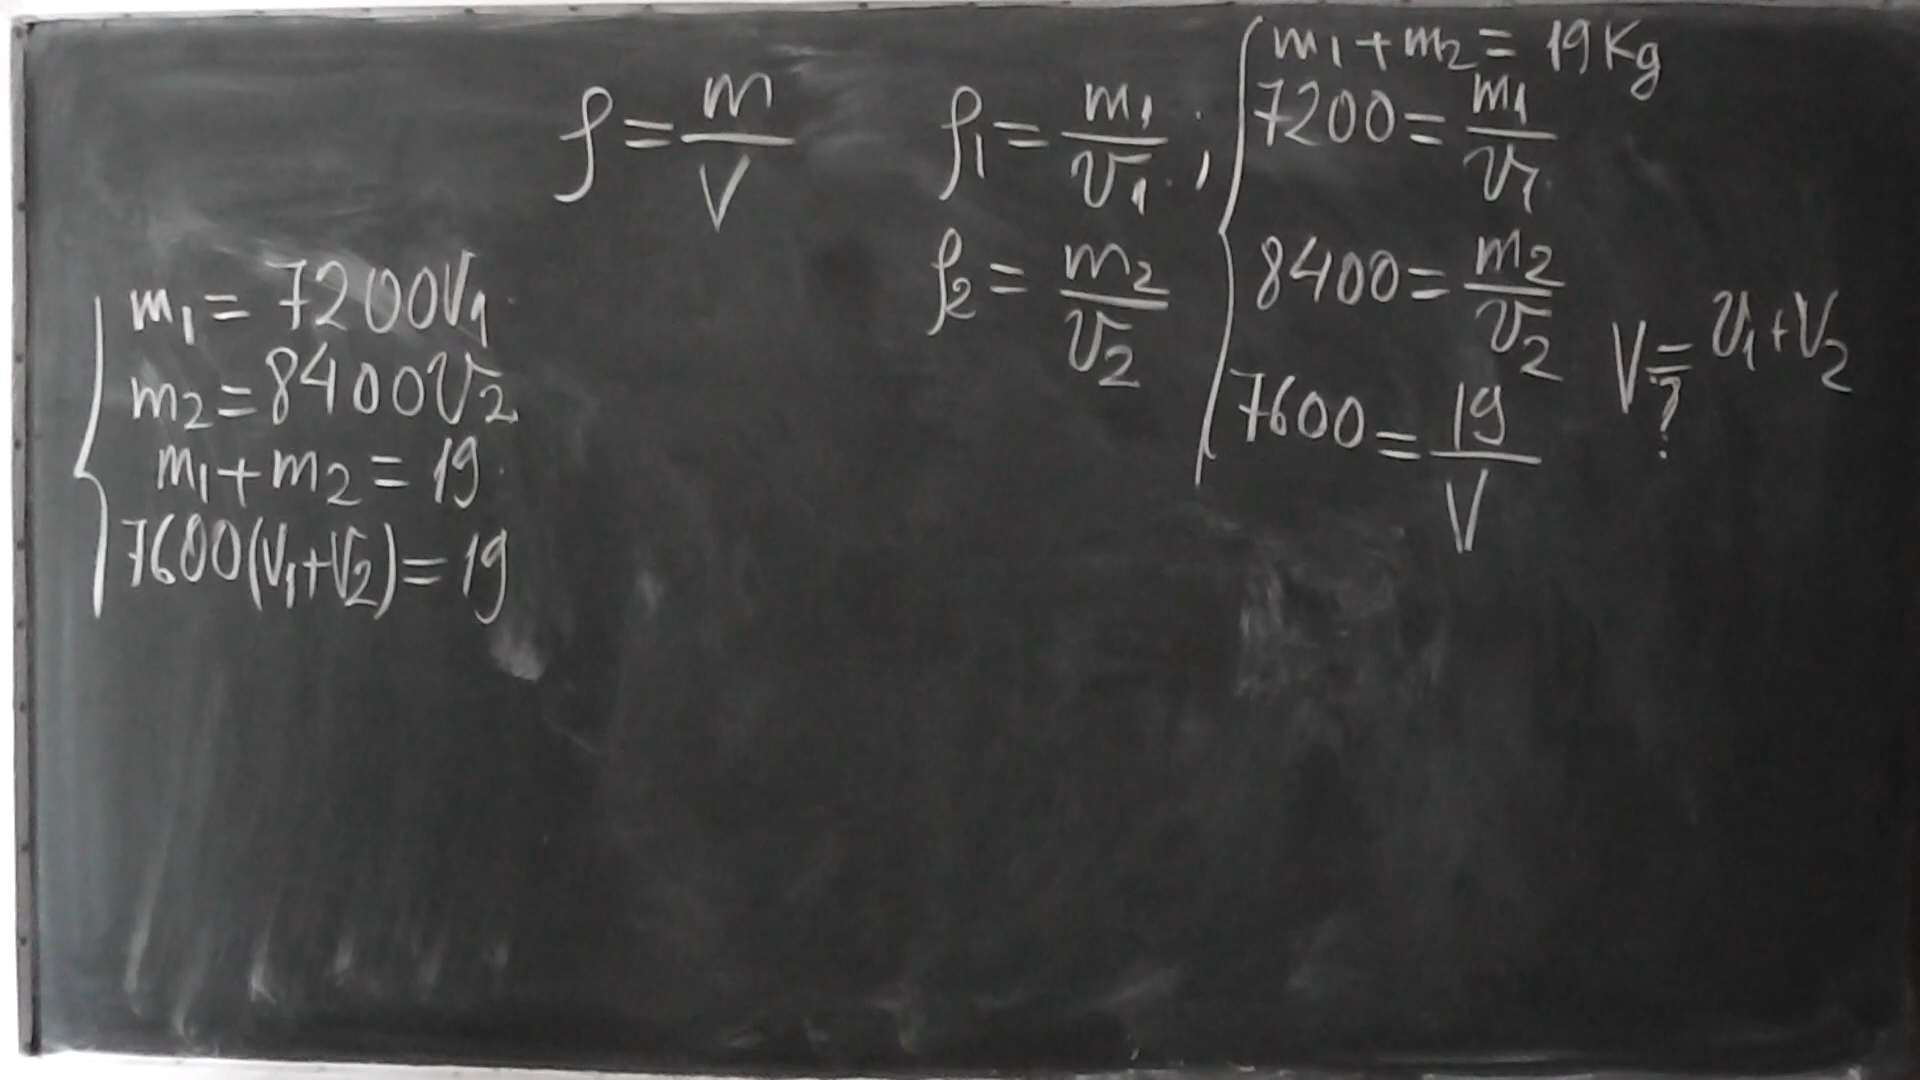 ρ = m/V
ρ1 = m1/V1 ;
ρ2 = m2/V2
m1 + m2 = 19 Kg
7200 = m1/V1
8400 = m2/V2
7600 = 19/V
V = V1 + V2
?
m1 = 7200V1
m2 = 8400V2
m1 + m2 = 19
7600(V1+V2) = 19